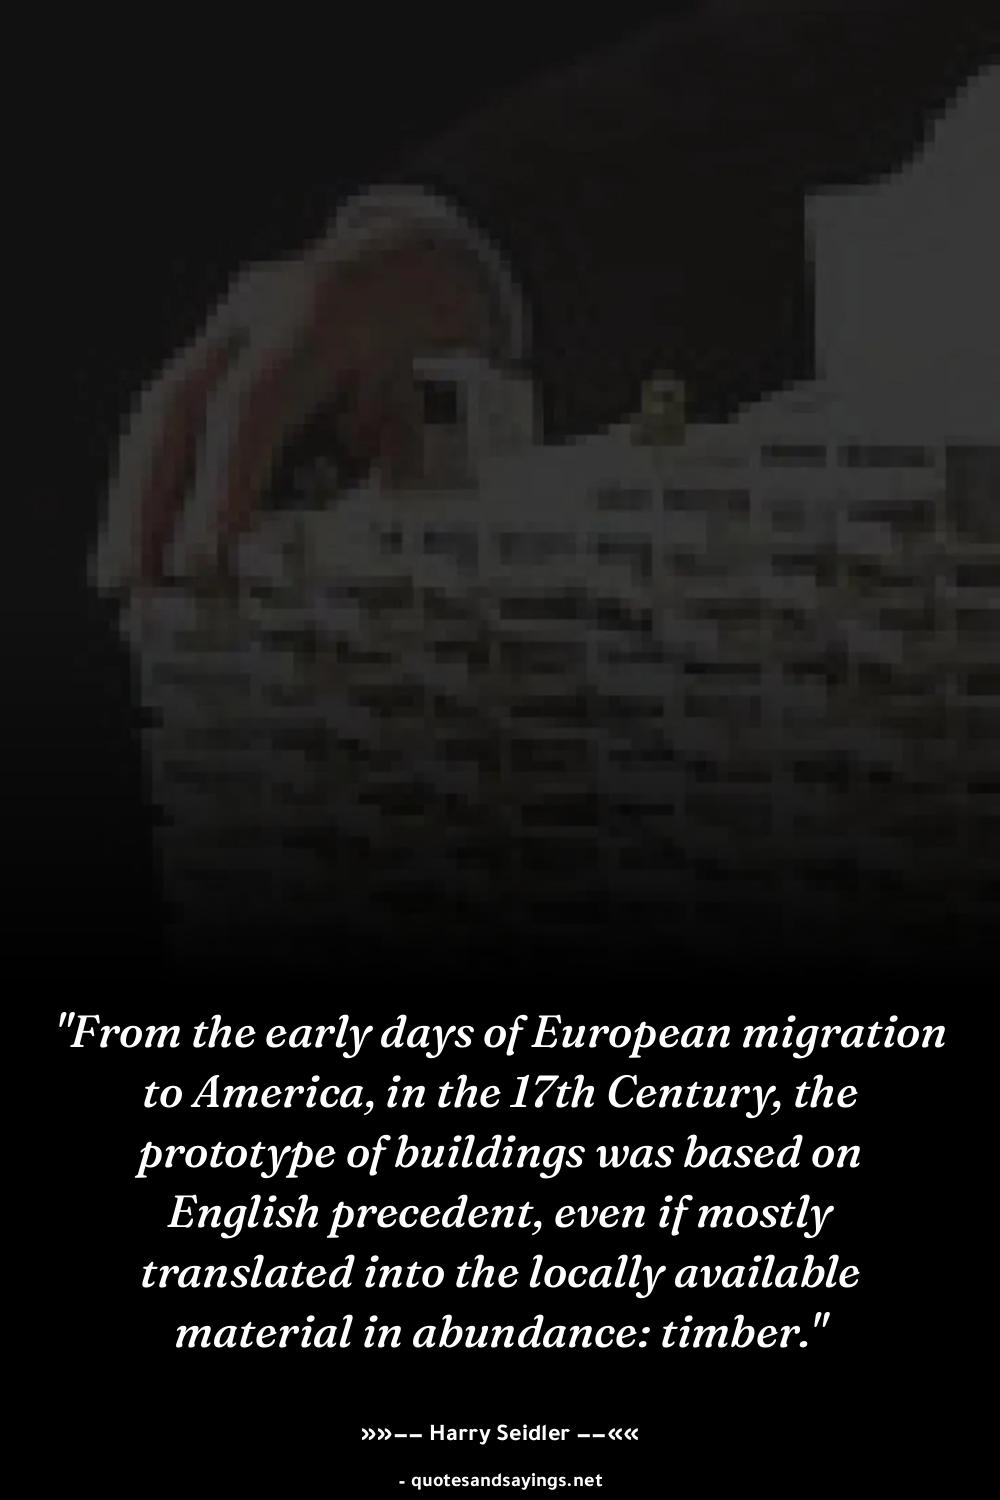 "From the early days of European migration
to America, in the 17th Century, the
prototype of buildings was based on
English precedent, even if mostly
translated into the locally available
material in abundance: timber."
»»−− Harry Seidler −−««
- quotesandsayings.net